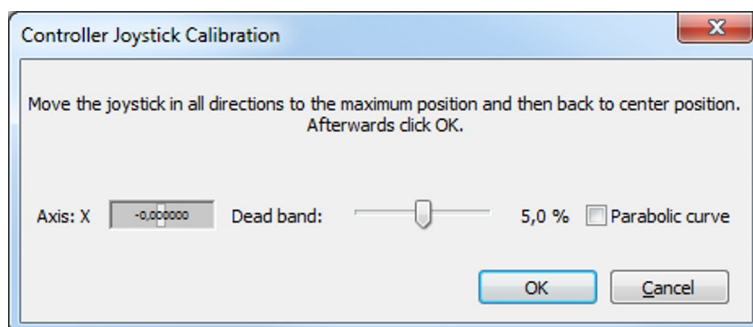 Controller Joystick Calibration
Move the joystick in all directions to the maximum position and then back to center position.
Afterwards click OK.
Axis: X -0,000000 Dead band: 5,0 % Parabolic curve
OK Cancel